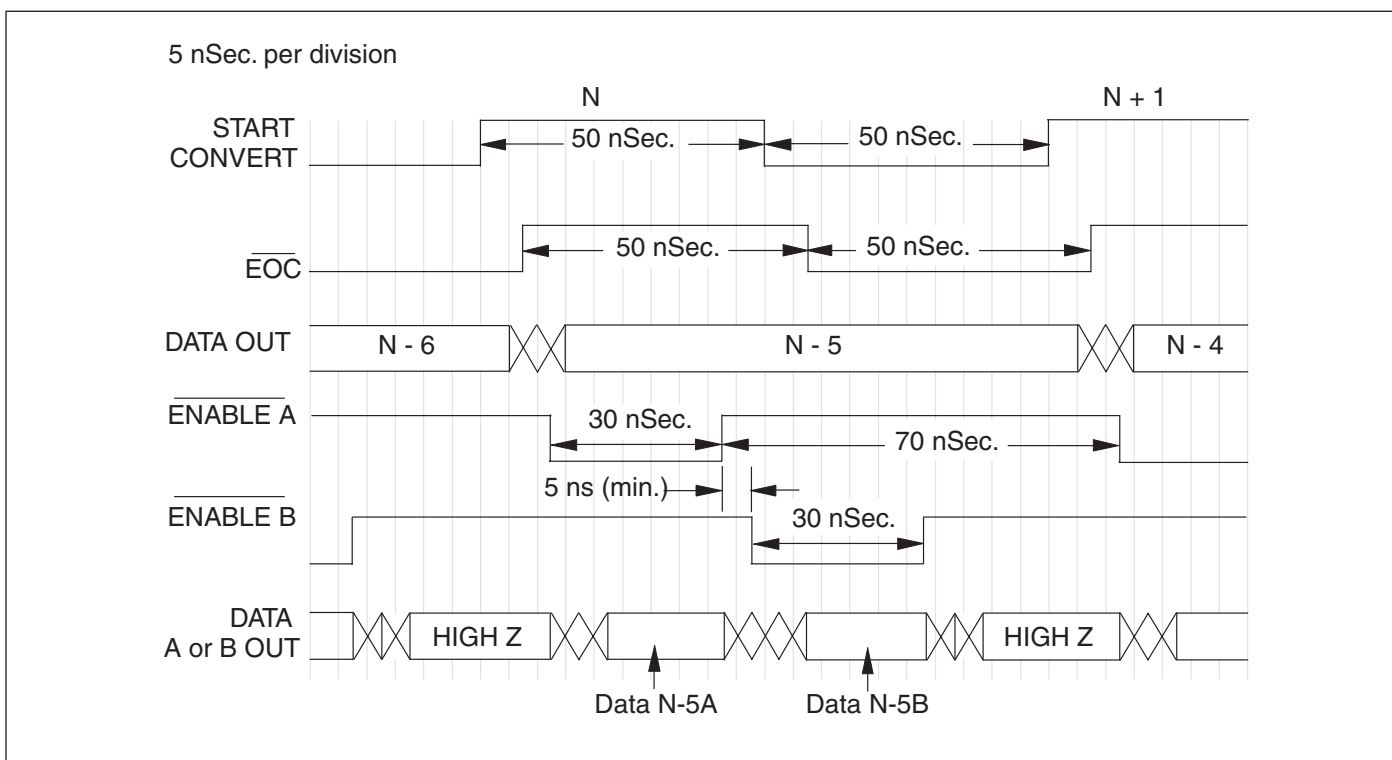 5 nSec. per division
N
N + 1
START
CONVERT
50 nSec.
50 nSec.
EOC
50 nSec.
50 nSec.
DATA OUT
N - 6
N - 5
N - 4
ENABLE A
30 nSec.
70 nSec.
5 ns (min.)
ENABLE B
30 nSec.
DATA
A or B OUT
HIGH Z
HIGH Z
Data N-5A
Data N-5B